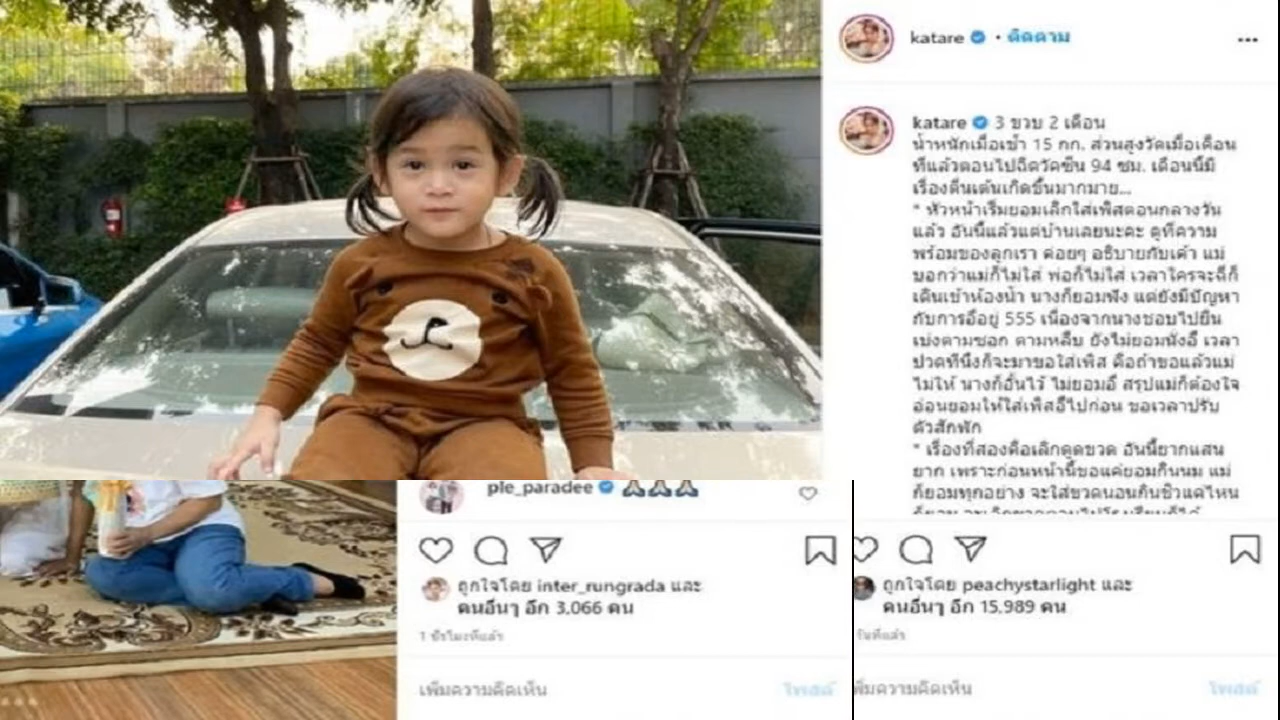 katare • ติดตาม
katare 3 ขวบ 2 เดือน
น้ำหนักเมื่อเช้า 15 กก. ส่วนสูงวัดเมื่อเดือน
ที่แล้วตอนไปฉีดวัคซีน 94 ซม. เดือนนี้มี
เรื่องตื่นเต้นเกิดขึ้นมากมาย...
* หัวหน้าเริ่มยอมเลิกใส่เพิสตอนกลางวัน
แล้ว อันนี้แล้วแต่บ้านเลยนะคะ ดูที่ความ
พร้อมของลูกเรา ค่อยๆ อธิบายกับเค้า แม่
บอกว่าแม่ก็ไม่ใส่ พ่อก็ไม่ใส่ เวลาใครจะฉี่ก็
เดินเข้าห้องน้ำ นางก็ยอมฟัง แต่ยังมีปัญหา
กับการอึอยู่ 555 เนื่องจากนางชอบไปยืน
เบ่งตามซอก ตามหลืบ ยังไม่ยอมนั่งอึ เวลา
ปวดทีนึงก็จะมาขอใส่เพิส คือถ้าขอแล้วแม่
ไม่ให้ นางก็อั้นไว้ ไม่ยอมอึ สรุปแม่ก็ต้องใจ
อ่อนยอมให้ใส่เพิสอึไปก่อน ขอเวลาปรับ
ตัวสักพัก
* เรื่องที่สองคือเลิกดูดขวด อันนี้ยากแสน
ยาก เพราะก่อนหน้านี้ขอแค่ยอมกินนม แม่
ก็ยอมทุกอย่าง จะใส่ขวดนอนกินชิวแค่ไหน
ple_paradee 🙏🙏🙏
ถูกใจโดย inter_rungrada และ
คนอื่นๆ อีก 3,066 คน
1 ชั่วโมงที่แล้ว
เพิ่มความคิดเห็น
โพสต์
ถูกใจโดย peachystarlight และ
คนอื่นๆ อีก 15,989 คน
วันที่แล้ว
โพสต์